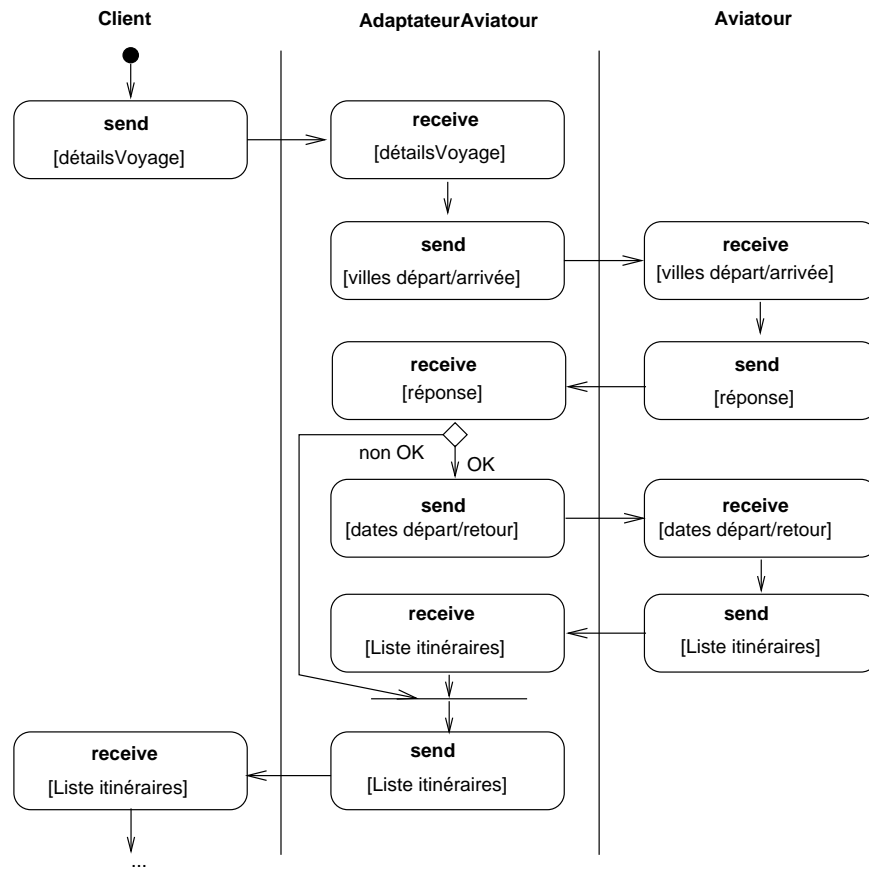 Client
AdaptateurAviatour
Aviatour
send
[détailsVoyage]
receive
[détailsVoyage]
send
[villes départ/arrivée]
receive
[villes départ/arrivée]
receive
[réponse]
send
[réponse]
non OK
OK
send
[dates départ/retour]
receive
[dates départ/retour]
receive
[Liste itinéraires]
send
[Liste itinéraires]
receive
[Liste itinéraires]
send
[Liste itinéraires]
...